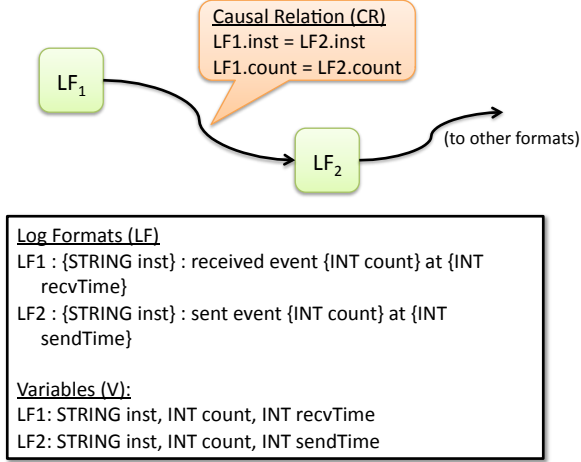 Causal Relation (CR)
LF1.inst = LF2.inst
LF1.count = LF2.count
LF₁
(to other formats)
LF₂
Log Formats (LF)
LF1 : {STRING inst} : received event {INT count} at {INT
recvTime}
LF2 : {STRING inst} : sent event {INT count} at {INT
sendTime}
Variables (V):
LF1: STRING inst, INT count, INT recvTime
LF2: STRING inst, INT count, INT sendTime